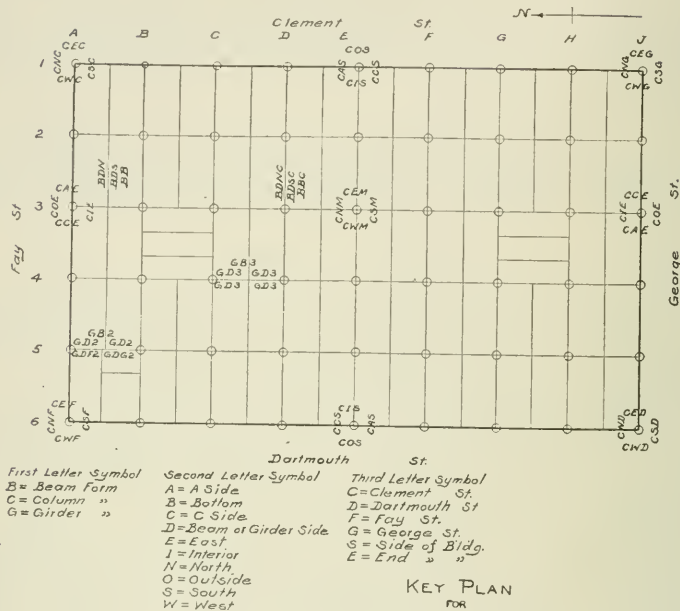 Clement St.
N
A B C D E F G H J
CEC COS CEG
1 CNC CSC CAS CCS CNG CSG
CWC CIS CWG
2
BDN BDS BB BDNC BDSC BBC
CAE CEM CCE
3 COE CIE CNM CSM CIE COE
CCE CWM CAE
Fay St
George St.
GB3
4 GD3 GD3
GD3 GD3
GB2
5 GD2 GD2
GDF2 GDG2
CEF CIS CED
6 CNF CSF CCS CAS CND CSD
CWF COS CWD
Dartmouth St.
First Letter Symbol
B = Beam Form
C = Column "
G = Girder "
Second Letter Symbol
A = A Side
B = Bottom
C = C Side
D = Beam or Girder Side
E = East
I = Interior
N = North
O = Outside
S = South
W = West
Third Letter Symbol
C = Clement St.
D = Dartmouth St
F = Fay St.
G = George St.
S = Side of Bldg.
E = End " "
KEY PLAN
FOR